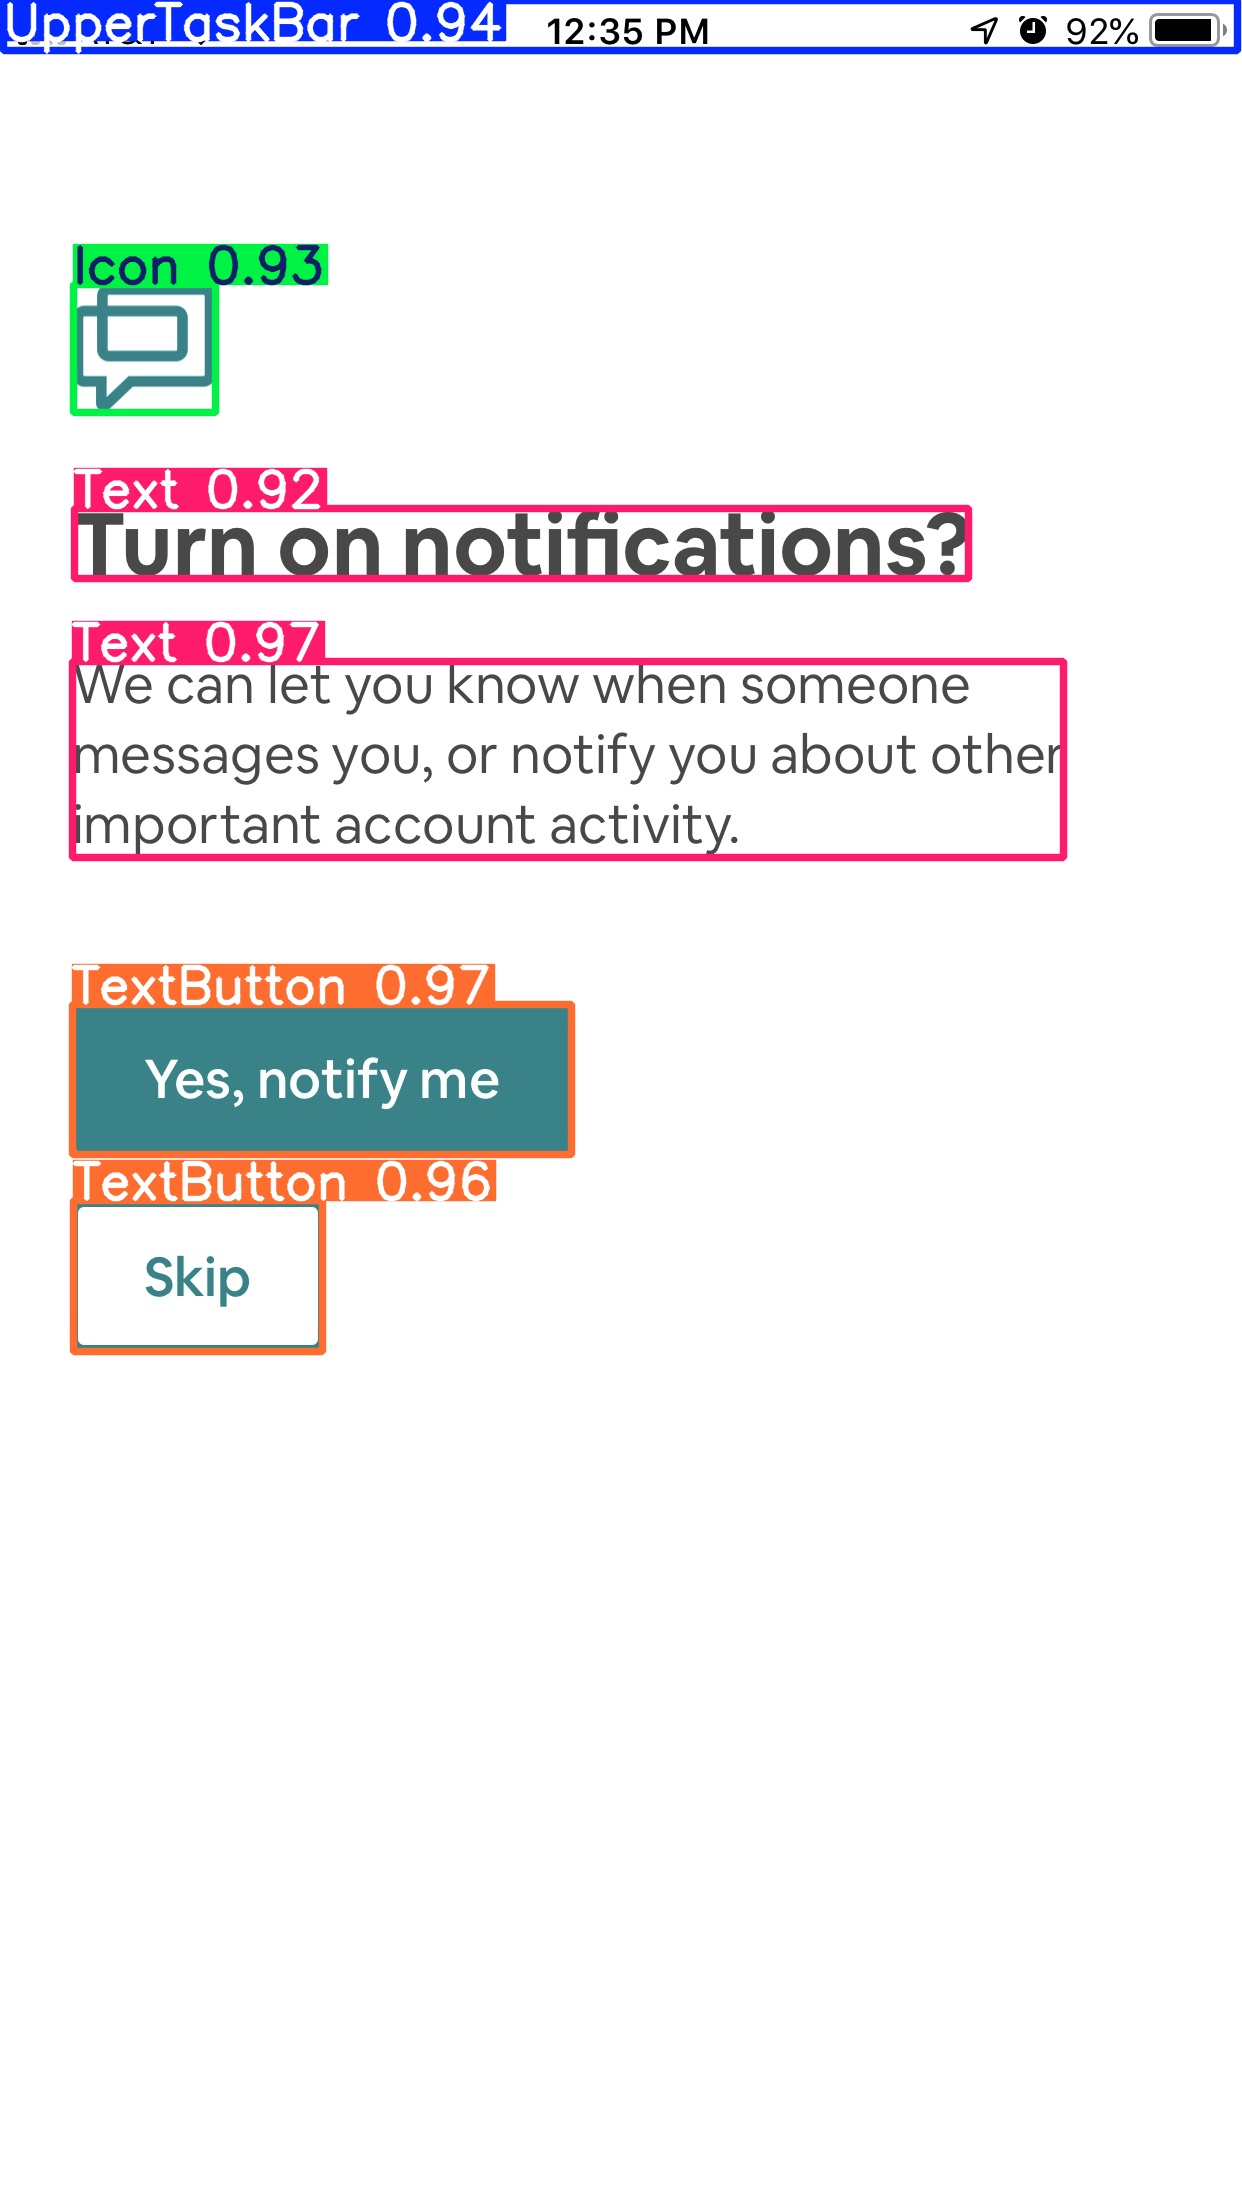 UpperTaskBar 0.94
12:35 PM
92%
Icon 0.93
Text 0.92
Turn on notifications?
Text 0.97
We can let you know when someone
messages you, or notify you about other
important account activity.
TextButton 0.97
Yes, notify me
TextButton 0.96
Skip